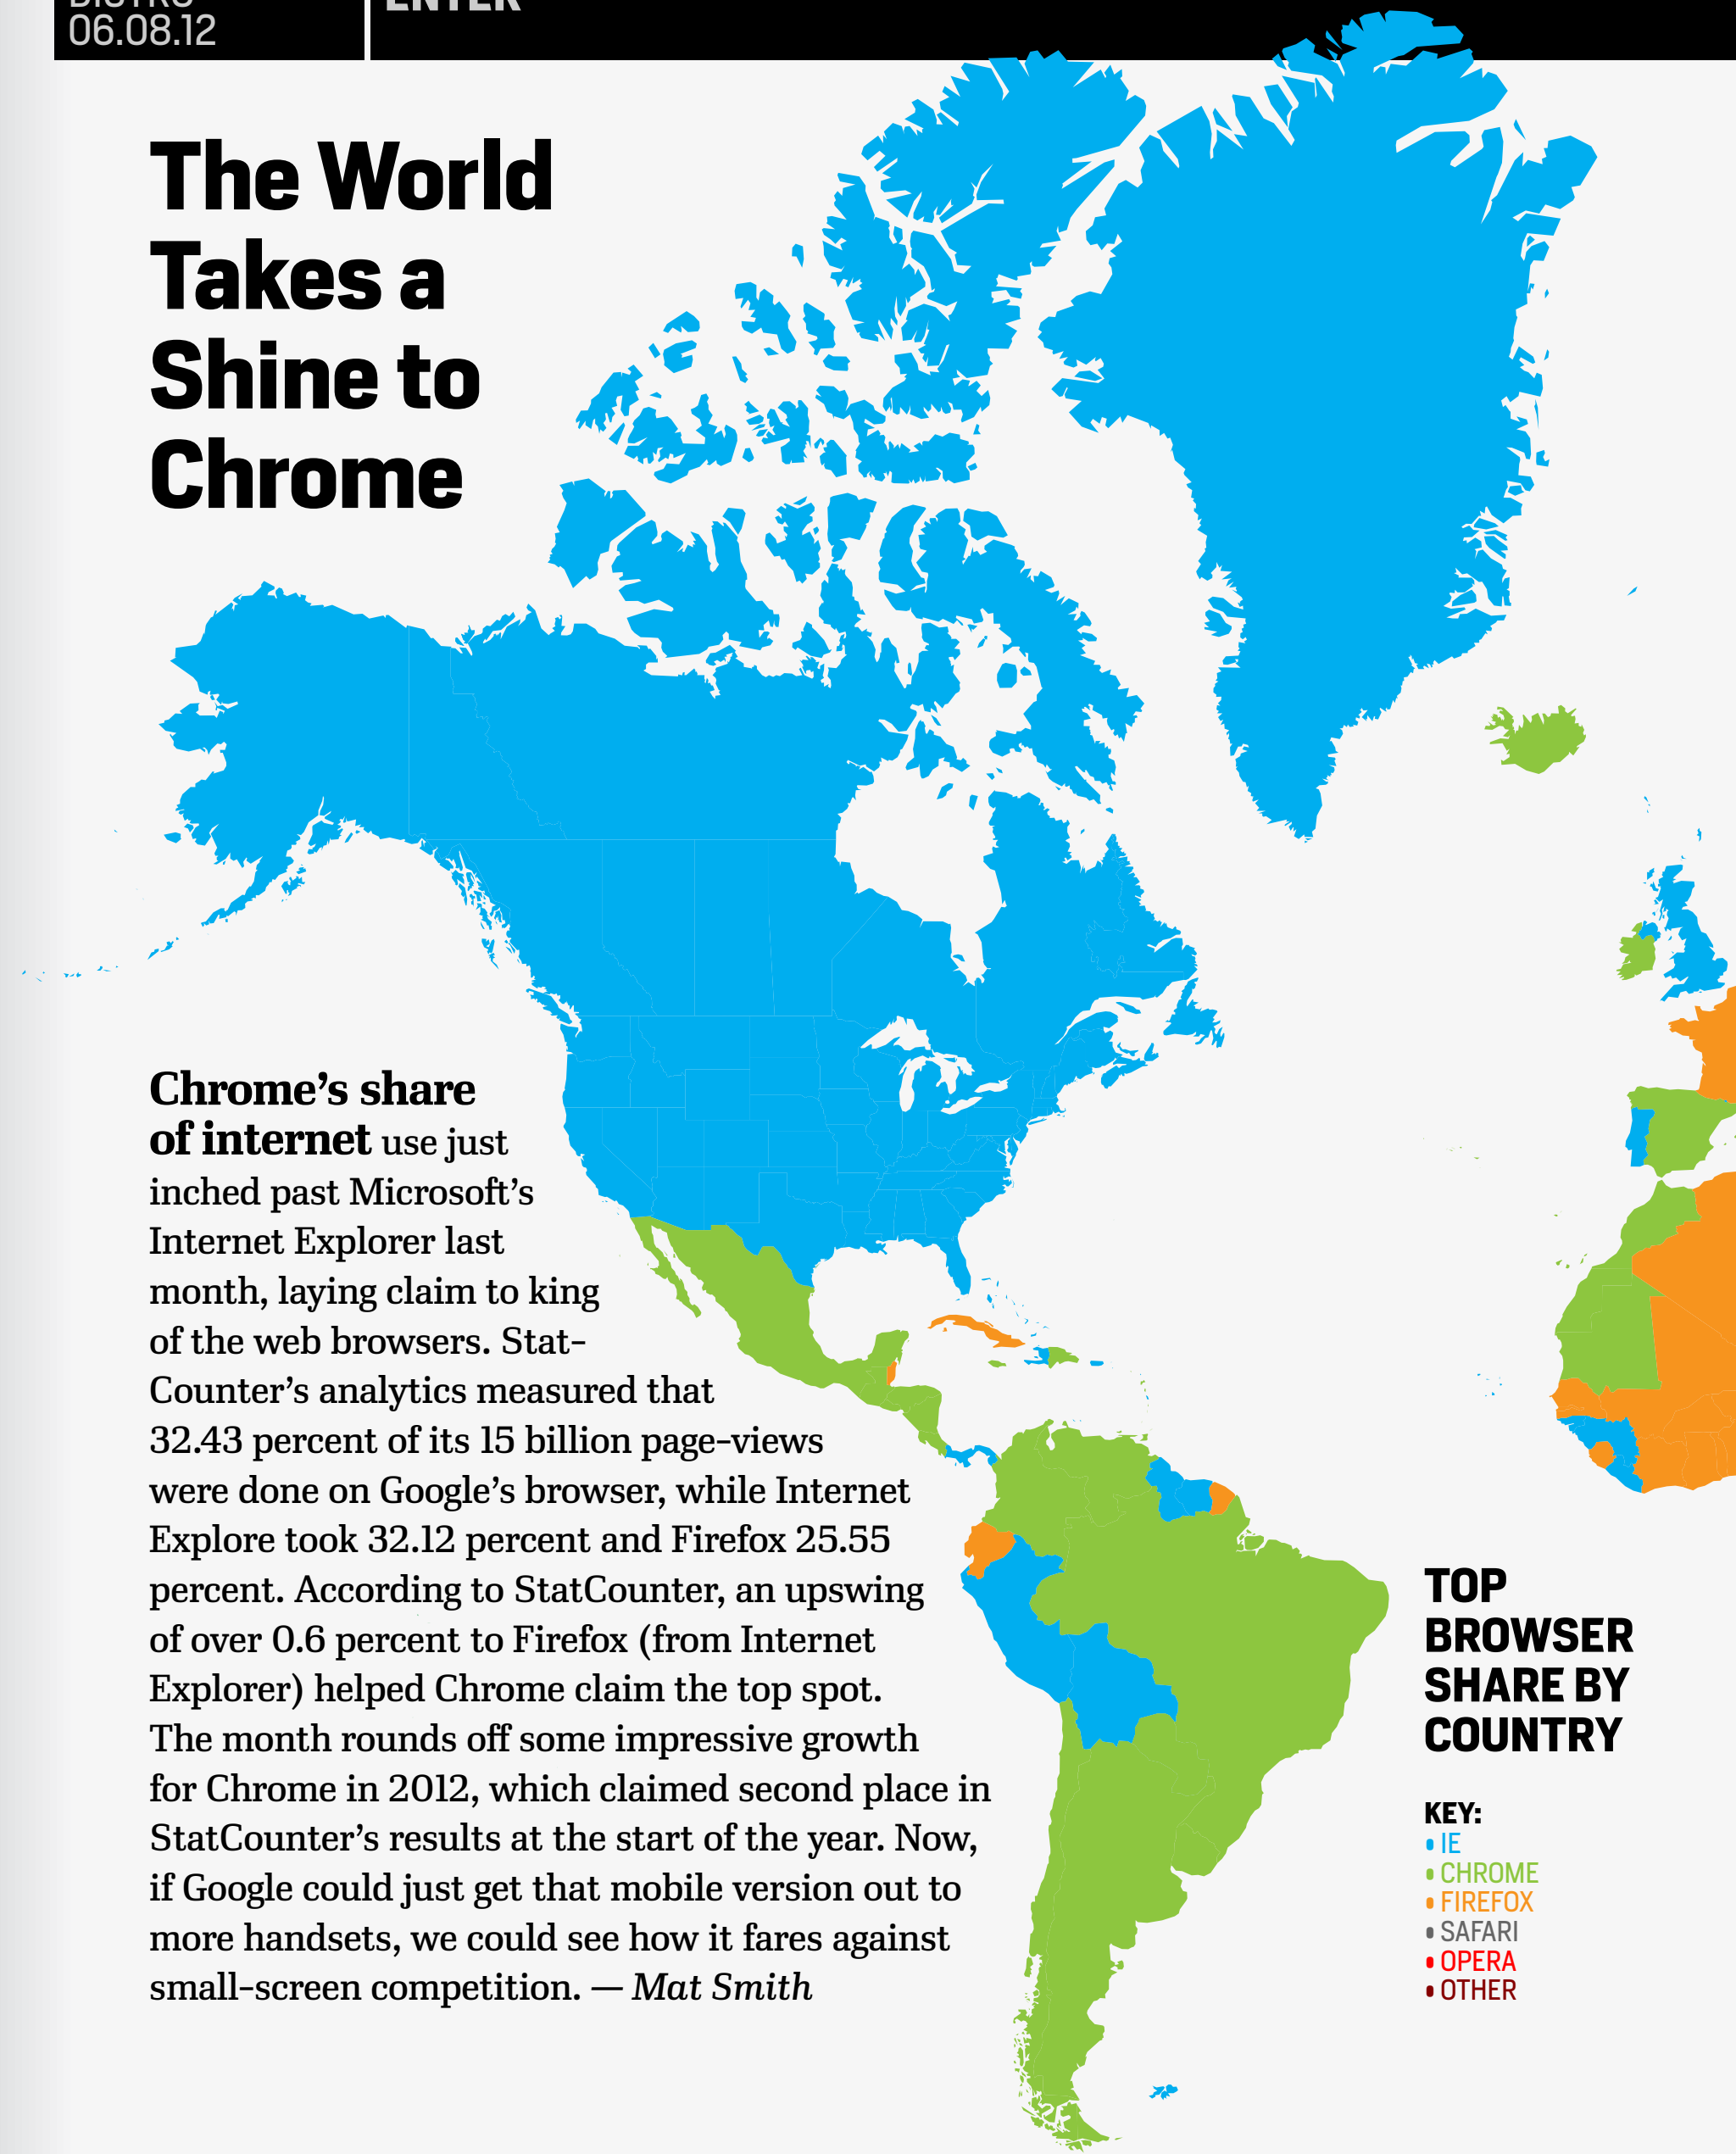 DISTRO
06.08.12
ENTER
The World
Takes a
Shine to
Chrome
Chrome’s share
of internet use just
inched past Microsoft’s
Internet Explorer last
month, laying claim to king
of the web browsers. Stat-
Counter’s analytics measured that
32.43 percent of its 15 billion page-views
were done on Google’s browser, while Internet
Explore took 32.12 percent and Firefox 25.55
percent. According to StatCounter, an upswing
of over 0.6 percent to Firefox (from Internet
Explorer) helped Chrome claim the top spot.
The month rounds off some impressive growth
for Chrome in 2012, which claimed second place in
StatCounter’s results at the start of the year. Now,
if Google could just get that mobile version out to
more handsets, we could see how it fares against
small-screen competition. — Mat Smith
TOP
BROWSER
SHARE BY
COUNTRY
KEY:
• IE
• CHROME
• FIREFOX
• SAFARI
• OPERA
• OTHER